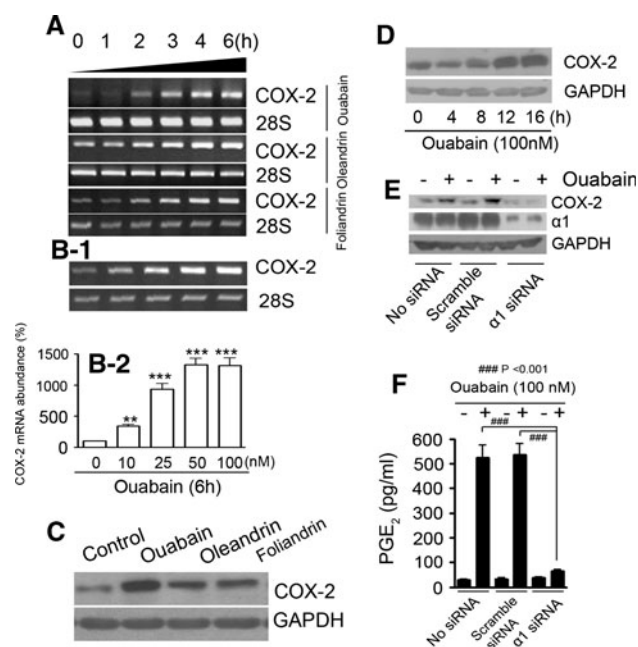 A
0 1 2 3 4 6(h)
COX-2
28S
Ouabain
COX-2
28S
Oleandrin
COX-2
28S
Foliandrin
B-1
COX-2
28S
B-2
COX-2 mRNA abundance (%)
1500
1000
500
0
** *** *** ***
0 10 25 50 100(nM)
Ouabain (6h)
C
Control Ouabain Oleandrin Foliandrin
COX-2
GAPDH
D
COX-2
GAPDH
0 4 8 12 16 (h)
Ouabain (100nM)
E
- + - + - + Ouabain
COX-2
α1
GAPDH
No siRNA Scramble siRNA α1 siRNA
F
### P <0.001
Ouabain (100 nM)
- + - + - +
###
###
PGE2 (pg/ml)
600
500
400
300
200
100
0
No siRNA Scramble siRNA α1 siRNA